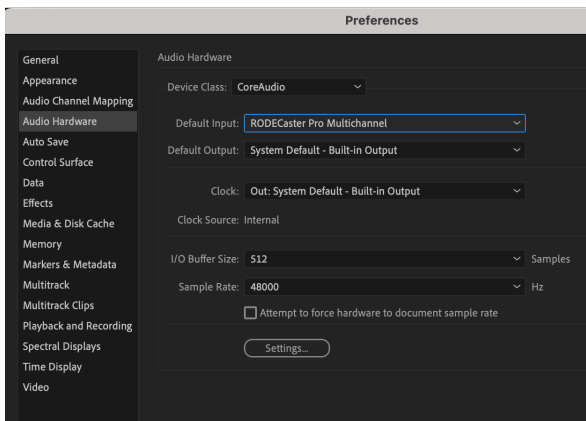 Preferences
General
Appearance
Audio Channel Mapping
Audio Hardware
Auto Save
Control Surface
Data
Effects
Media & Disk Cache
Memory
Markers & Metadata
Multitrack
Multitrack Clips
Playback and Recording
Spectral Displays
Time Display
Video
Audio Hardware
Device Class: CoreAudio
Default Input: RODECaster Pro Multichannel
Default Output: System Default - Built-in Output
Clock: Out: System Default - Built-in Output
Clock Source: Internal
I/O Buffer Size: 512 Samples
Sample Rate: 48000 Hz
Attempt to force hardware to document sample rate
Settings...